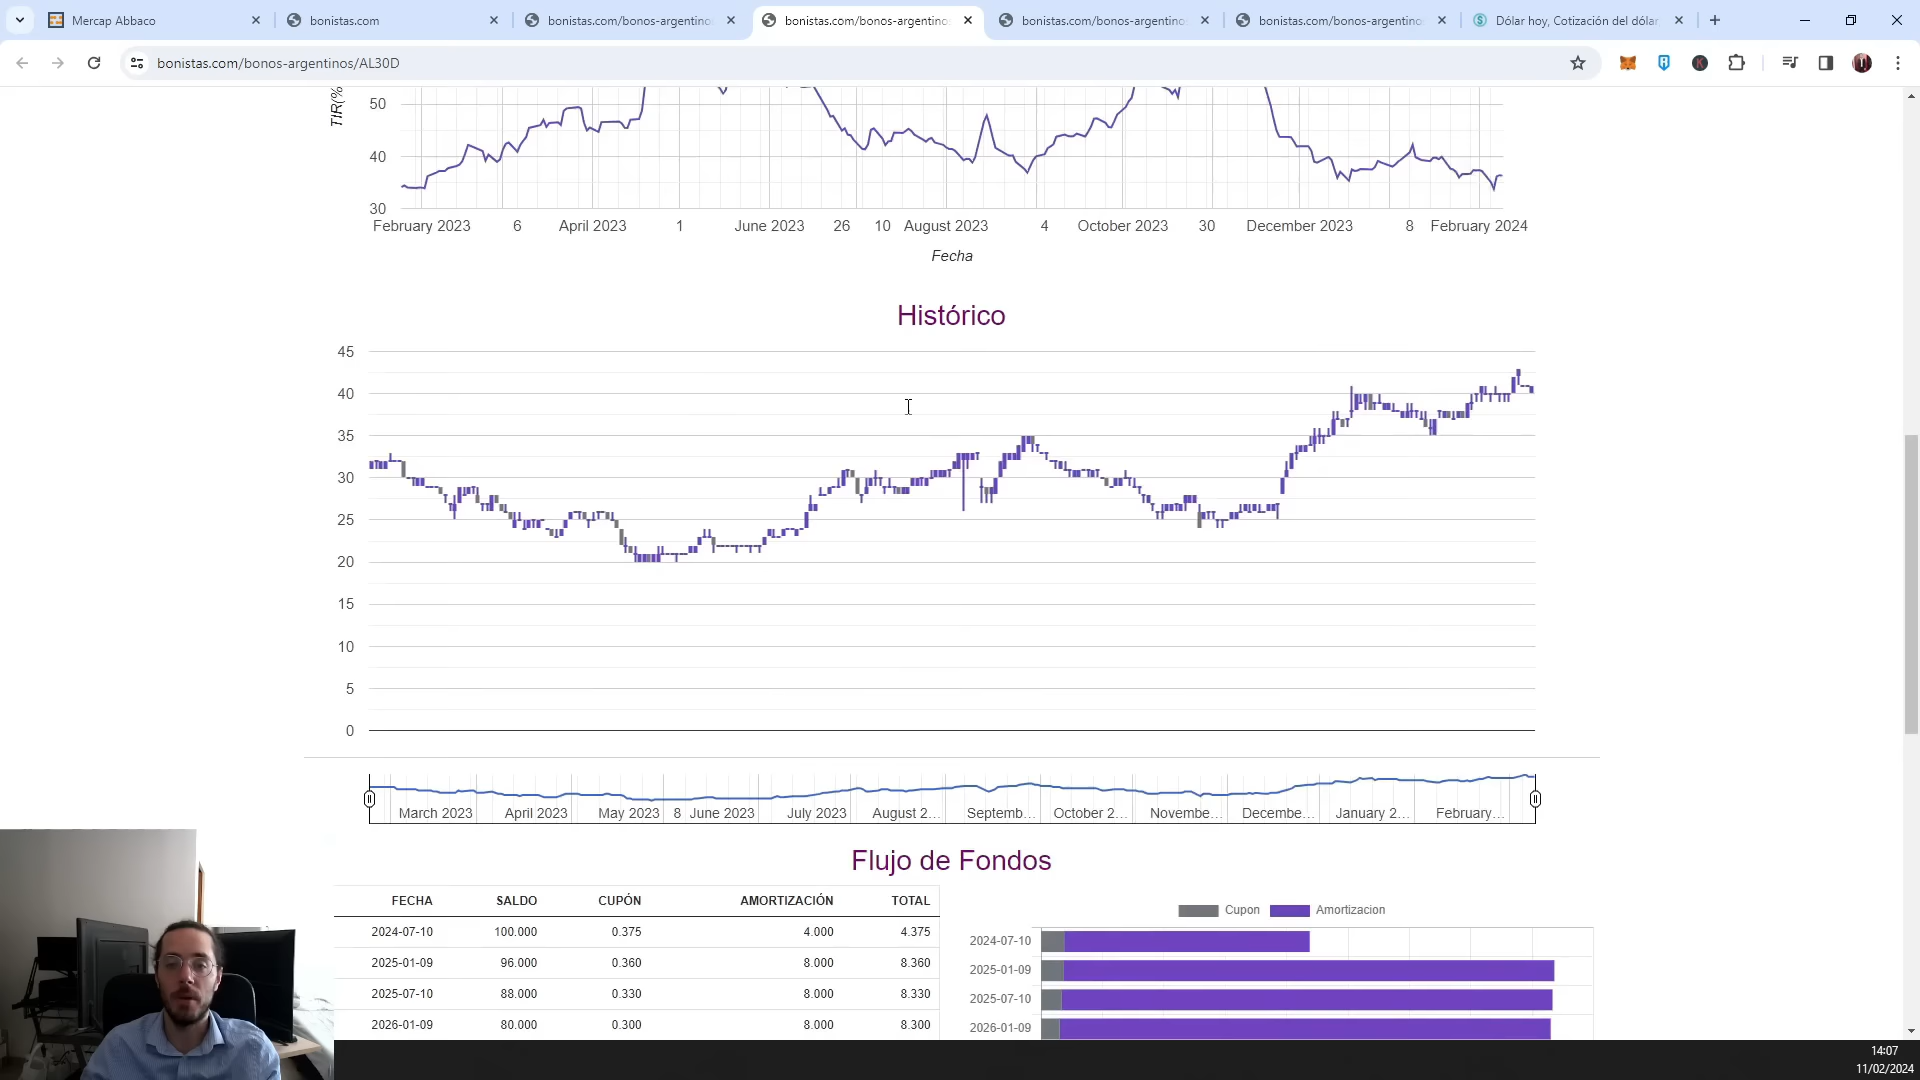 Mercap Abbaco
bonistas.com
bonistas.com/bonos-argentino
bonistas.com/bonos-argentino
bonistas.com/bonos-argentino
bonistas.com/bonos-argentino
Dólar hoy, Cotización del dólar
bonistas.com/bonos-argentinos/AL30D
TIR(%
50
40
30
February 2023 6 April 2023 1 June 2023 26 10 August 2023 4 October 2023 30 December 2023 8 February 2024
Fecha
Histórico
45
40
35
30
25
20
15
10
5
0
March 2023 April 2023 May 2023 8 June 2023 July 2023 August 2... Septemb... October 2... Novembe... Decembe... January 2... February...
Flujo de Fondos
FECHA SALDO CUPÓN AMORTIZACIÓN TOTAL
2024-07-10 100.000 0.375 4.000 4.375
2025-01-09 96.000 0.360 8.000 8.360
2025-07-10 88.000 0.330 8.000 8.330
2026-01-09 80.000 0.300 8.000 8.300
Cupon Amortizacion
2024-07-10
2025-01-09
2025-07-10
2026-01-09
14:07
11/02/2024